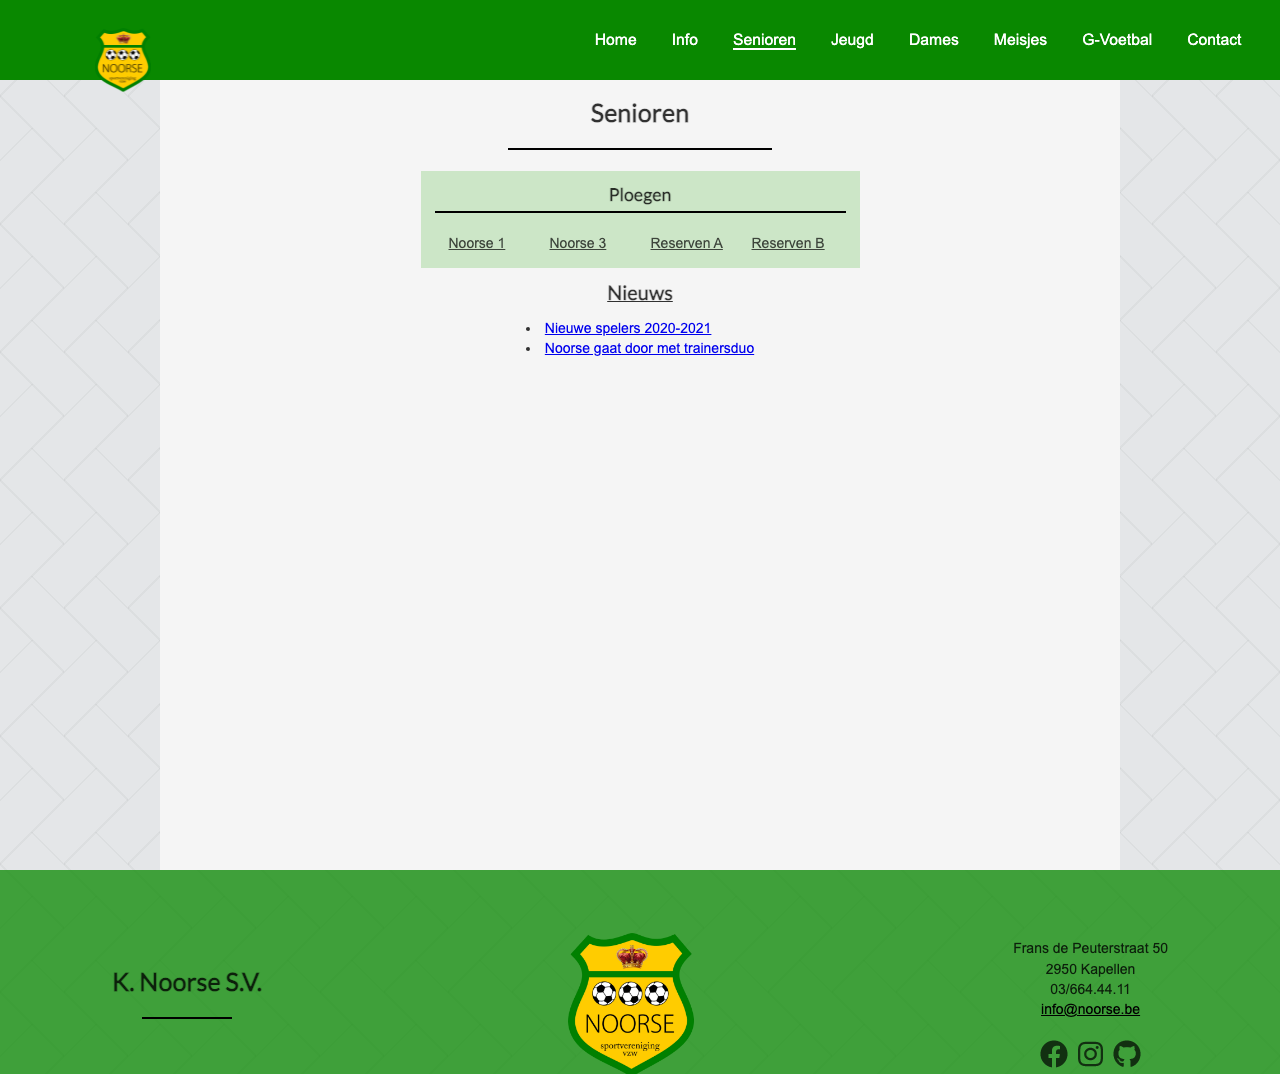 NOORSE
sportvereniging
Home Info Senioren Jeugd Dames Meisjes G-Voetbal Contact
Senioren
Ploegen
Noorse 1 Noorse 3 Reserven A Reserven B
Nieuws
Nieuwe spelers 2020-2021
Noorse gaat door met trainersduo
K. Noorse S.V.
NOORSE
sportvereniging
vzw
Frans de Peuterstraat 50
2950 Kapellen
03/664.44.11
info@noorse.be